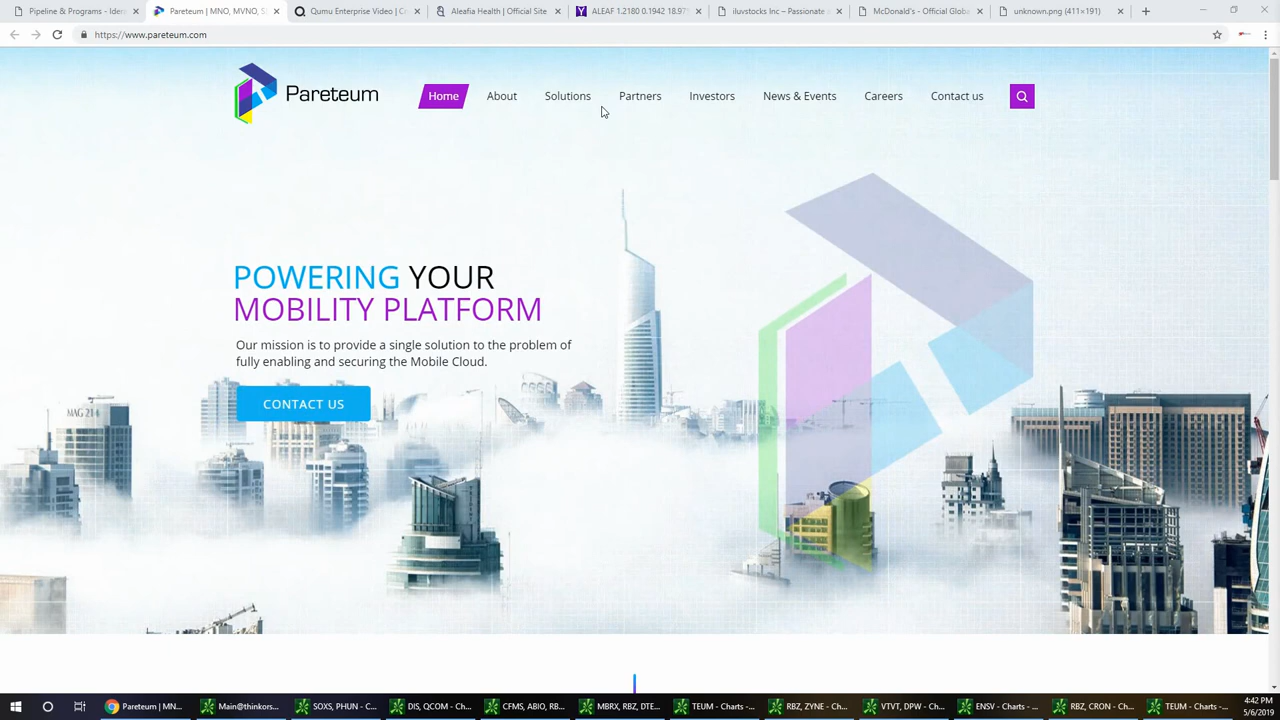 Pipeline & Programs - Iden
Pareteum | MNO, MVNO, S
Qumu Enterprise Video | C
Aleafia Health | Official Site
ALEAF 1.2180 0.1942 18.97
iluvstocks Inc – Passionate
McDonald's - Official Globa
unknown.png (411×191)
https://www.pareteum.com
Pareteum
Home
About
Solutions
Partners
Investors
News & Events
Careers
Contact us
POWERING YOUR
MOBILITY PLATFORM
Our mission is to provide a single solution to the problem of
fully enabling and securing the Mobile Cloud.
CONTACT US
MAG 214
Pareteum | MN...
Main@thinkors...
SOXS, PHUN - C...
DIS, QCOM - Cha...
CFMS, ABIO, IM...
MBRX, RBZ, DTE...
TEUM - Charts -...
RBZ, ZYNE - Cha...
VTVT, DPW - Ch...
ENSV - Charts - ...
RBZ, CRON - Ch...
TEUM - Charts -...
4:42 PM
5/6/2019